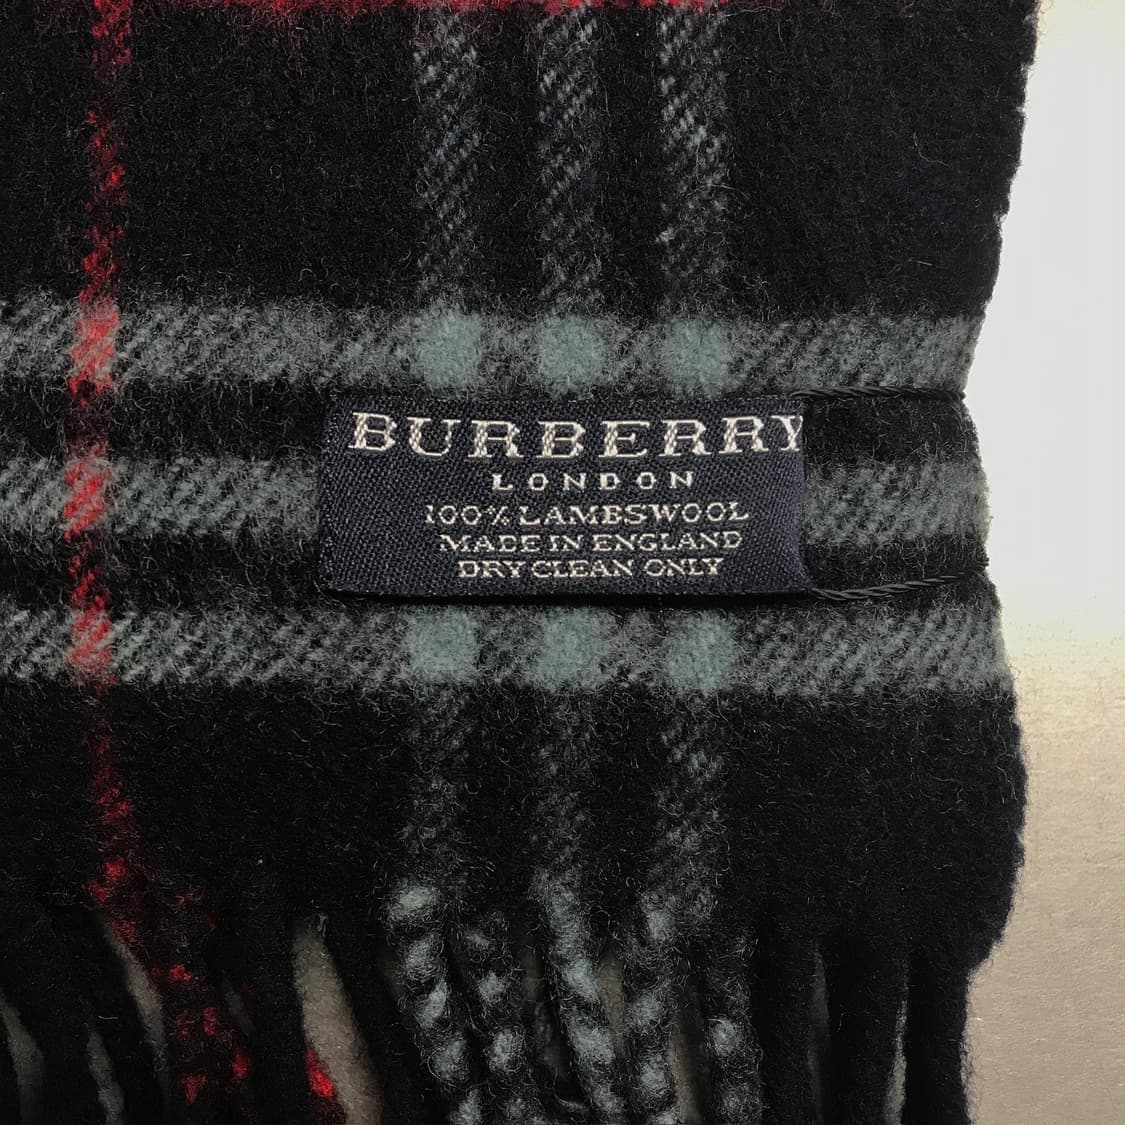 BURBERRY
LONDON
100% LAMBSWOOL
MADE IN ENGLAND
DRY CLEAN ONLY